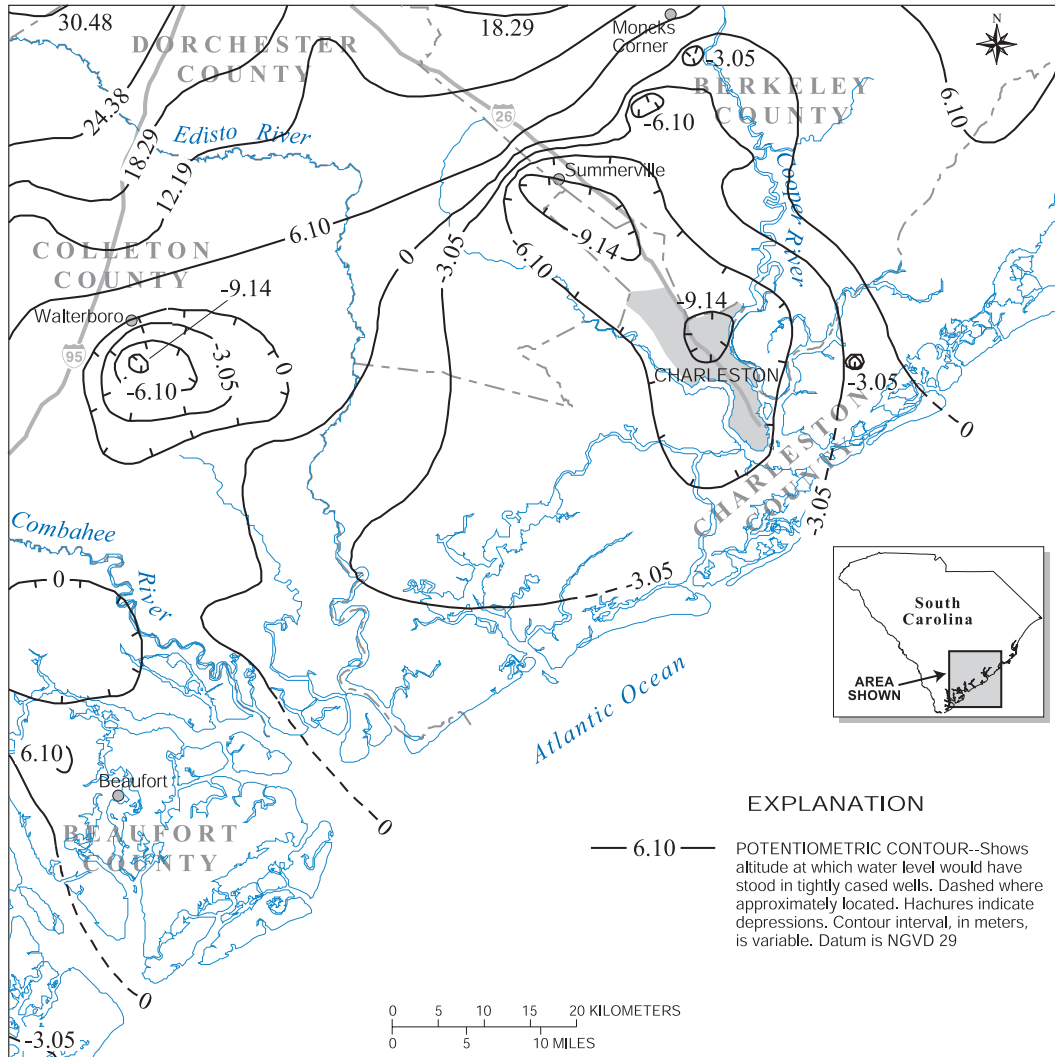 30.48
DORCHESTER
COUNTY
18.29
Moncks
Corner
N
-3.05
BERKELEY
COUNTY
-6.10
6.10
24.38
18.29
12.19
Edisto River
26
Summerville
Cooper River
6.10
0
-3.05
-6.10
-9.14
COLLETON
COUNTY
-9.14
Walterboro
95
-3.05
0
-6.10
-9.14
CHARLESTON
-3.05
0
CHARLESTON
COUNTY
-3.05
Combahee
River
0
-3.05
South
Carolina
AREA
SHOWN
Atlantic Ocean
6.10
Beaufort
BEAUFORT
COUNTY
0
0
-3.05
EXPLANATION
6.10
POTENTIOMETRIC CONTOUR--Shows
altitude at which water level would have
stood in tightly cased wells. Dashed where
approximately located. Hachures indicate
depressions. Contour interval, in meters,
is variable. Datum is NGVD 29
0 5 10 15 20 KILOMETERS
0 5 10 MILES